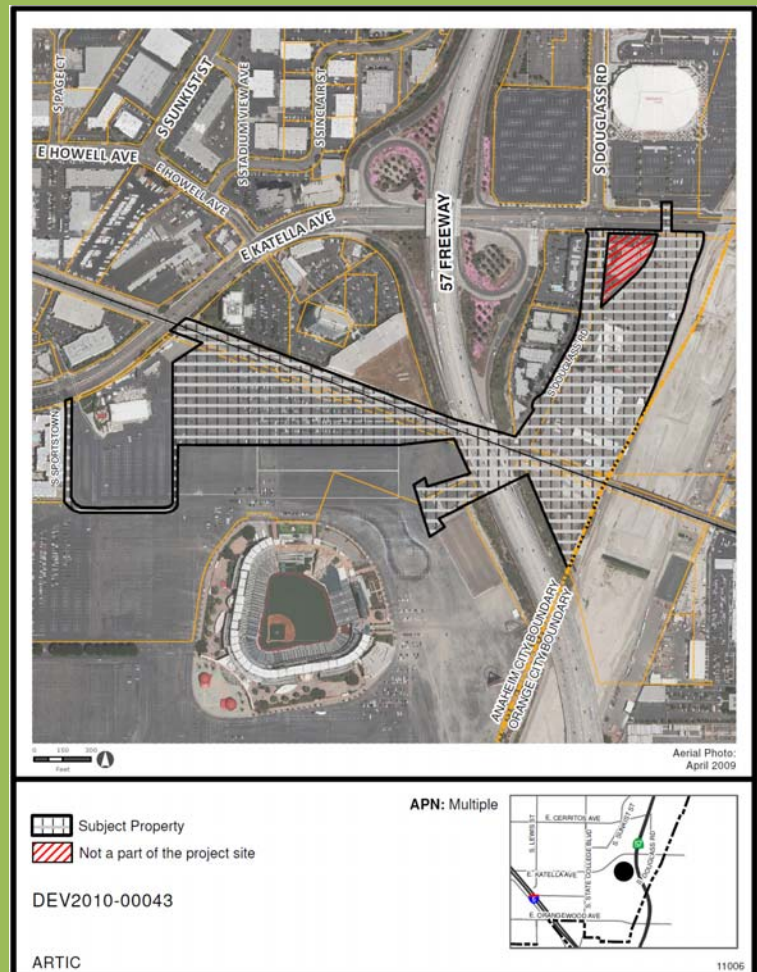 S PAGE CT
S SUNKIST ST
S STADIUM VIEW AVE
S SINCLAIR ST
S DOUGLASS RD
E HOWELL AVE
E HOWELL AVE
E KATELLA AVE
57 FREEWAY
S DOUGLASS RD
S SPORTSTOWN
ANAHEIM CITY BOUNDARY
ORANGE CITY BOUNDARY
0 150 300
Feet
Aerial Photo:
April 2009
Subject Property
Not a part of the project site
DEV2010-00043
ARTIC
APN: Multiple
E. CERRITOS AVE
S. LEWIS ST
S. STATE COLLEGE BLVD
S. SUNKIST ST
S. DOUGLASS RD
E. KATELLA AVE
E. ORANGEWOOD AVE
11006